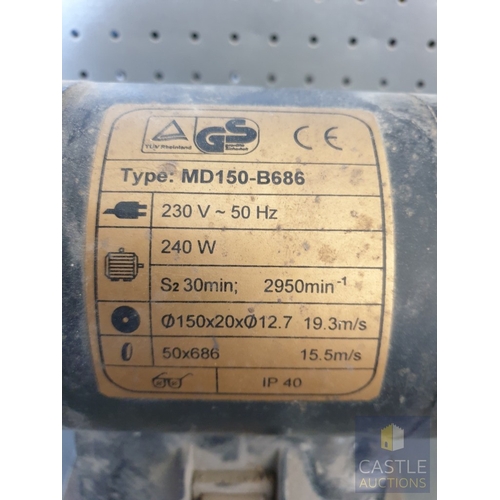 TÜV Rheinland
GS
CE
Type: MD150-B686
230 V ~ 50 Hz
240 W
S2 30min; 2950min⁻¹
Ø150x20xØ12.7 19.3m/s
50x686 15.5m/s
IP 40
CASTLE
AUCTIONS